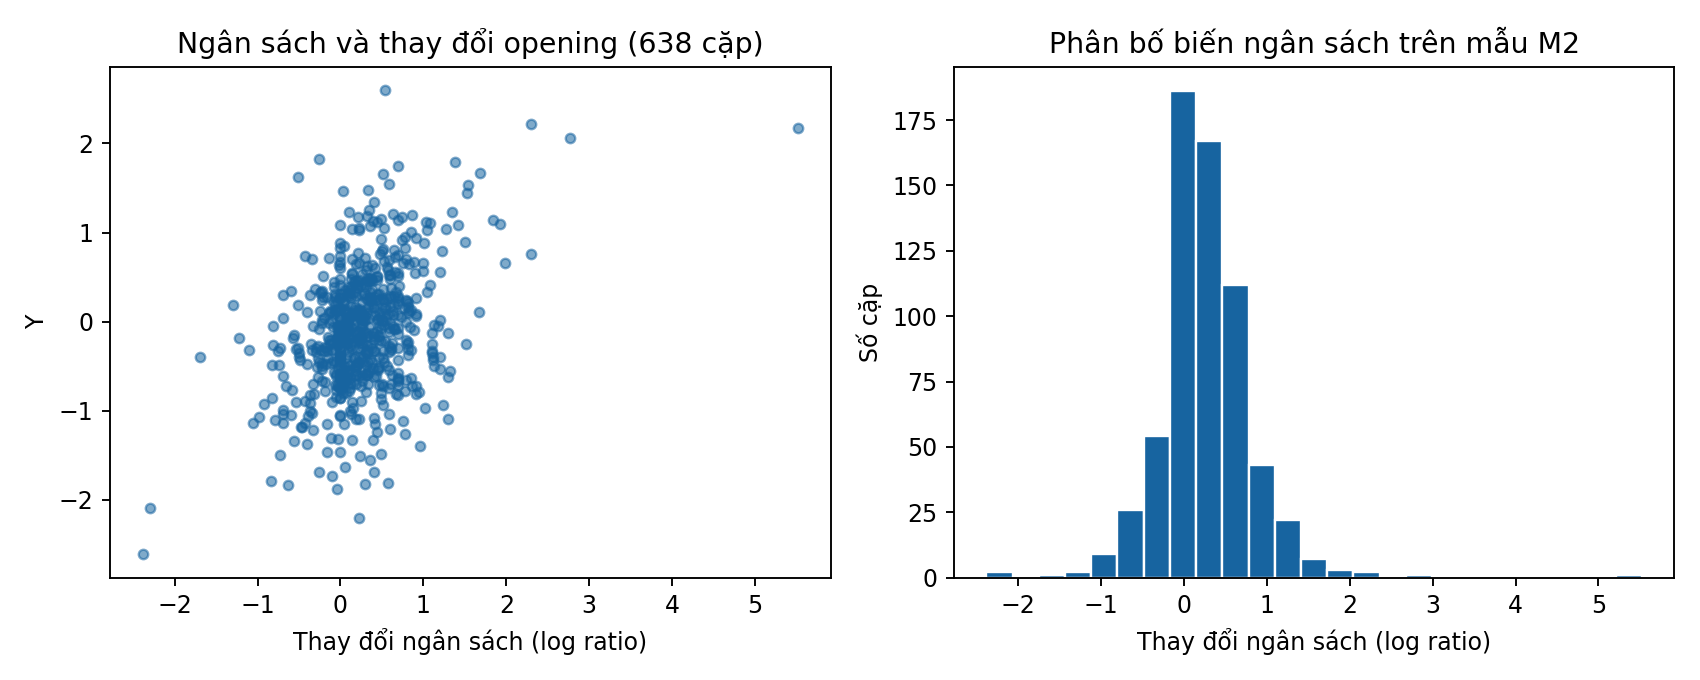 Ngân sách và thay đổi opening (638 cặp)
Y
2
1
0
−1
−2
−2 −1 0 1 2 3 4 5
Thay đổi ngân sách (log ratio)
Phân bố biến ngân sách trên mẫu M2
Số cặp
175
150
125
100
75
50
25
0
−2 −1 0 1 2 3 4 5
Thay đổi ngân sách (log ratio)